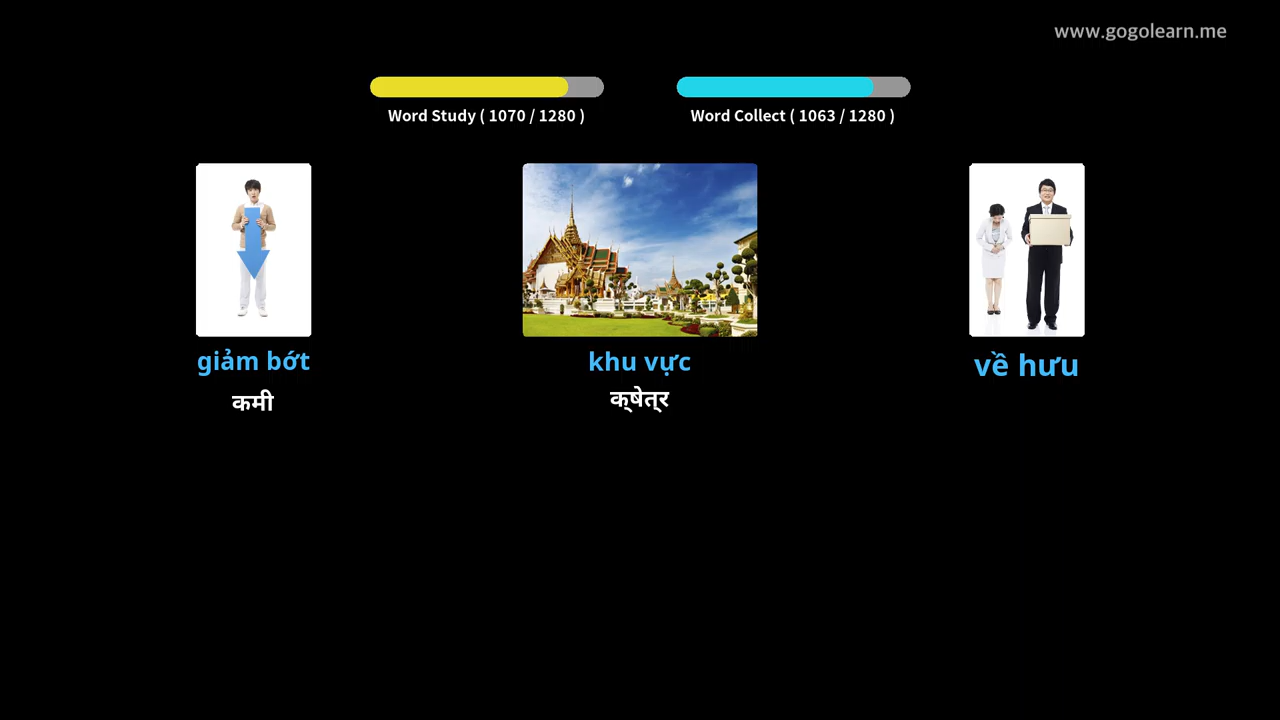 www.gogolearn.me
Word Study ( 1070 / 1280 )
Word Collect ( 1063 / 1280 )
giảm bớt
khu vực
về hưu
कमी
क्षेत्र